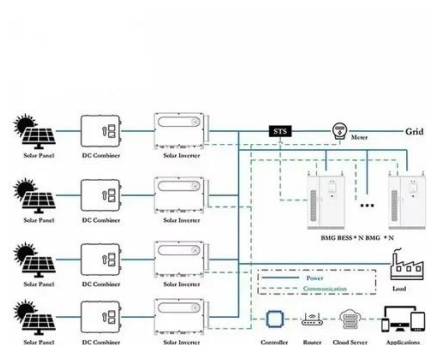 STS
Meter
Grid
Solar Panel
DC Combiner
Solar Inverter
Solar Panel
DC Combiner
Solar Inverter
BMG BESS * N BMG * N
Solar Panel
DC Combiner
Solar Inverter
Power
Communication
Load
Solar Panel
DC Combiner
Solar Inverter
Controller
Router
Cloud Server
Applications